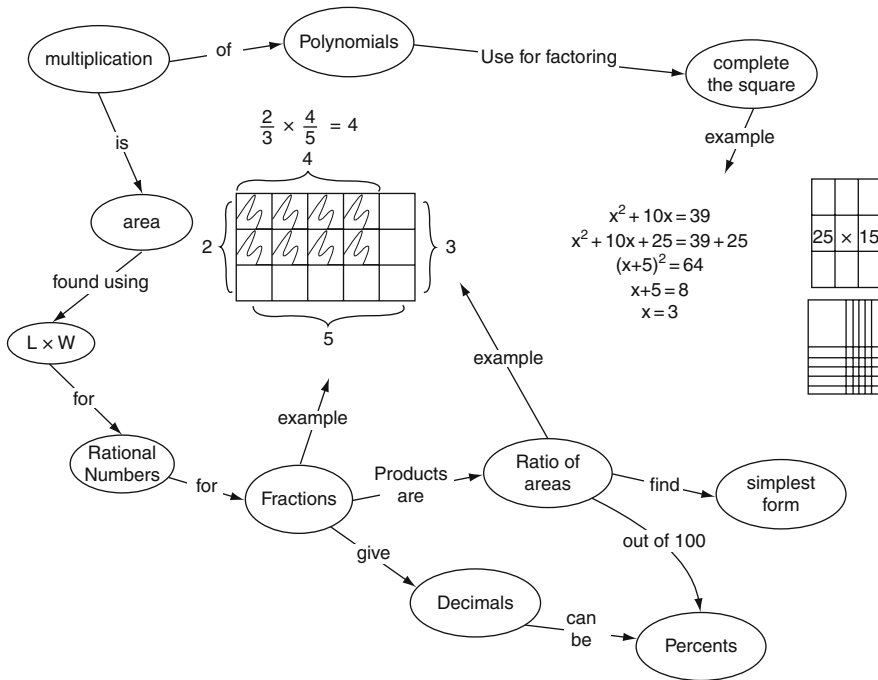 multiplication
of
Polynomials
Use for factoring
complete
the square
is
2/3 × 4/5 = 4
4
example
area
2
3
x² + 10x = 39
x² + 10x + 25 = 39 + 25
(x+5)² = 64
x+5 = 8
x = 3
25 × 15
found using
5
L × W
example
for
example
Rational
Numbers
for
Fractions
Products
are
Ratio of
areas
find
simplest
form
out of 100
give
Decimals
can
be
Percents